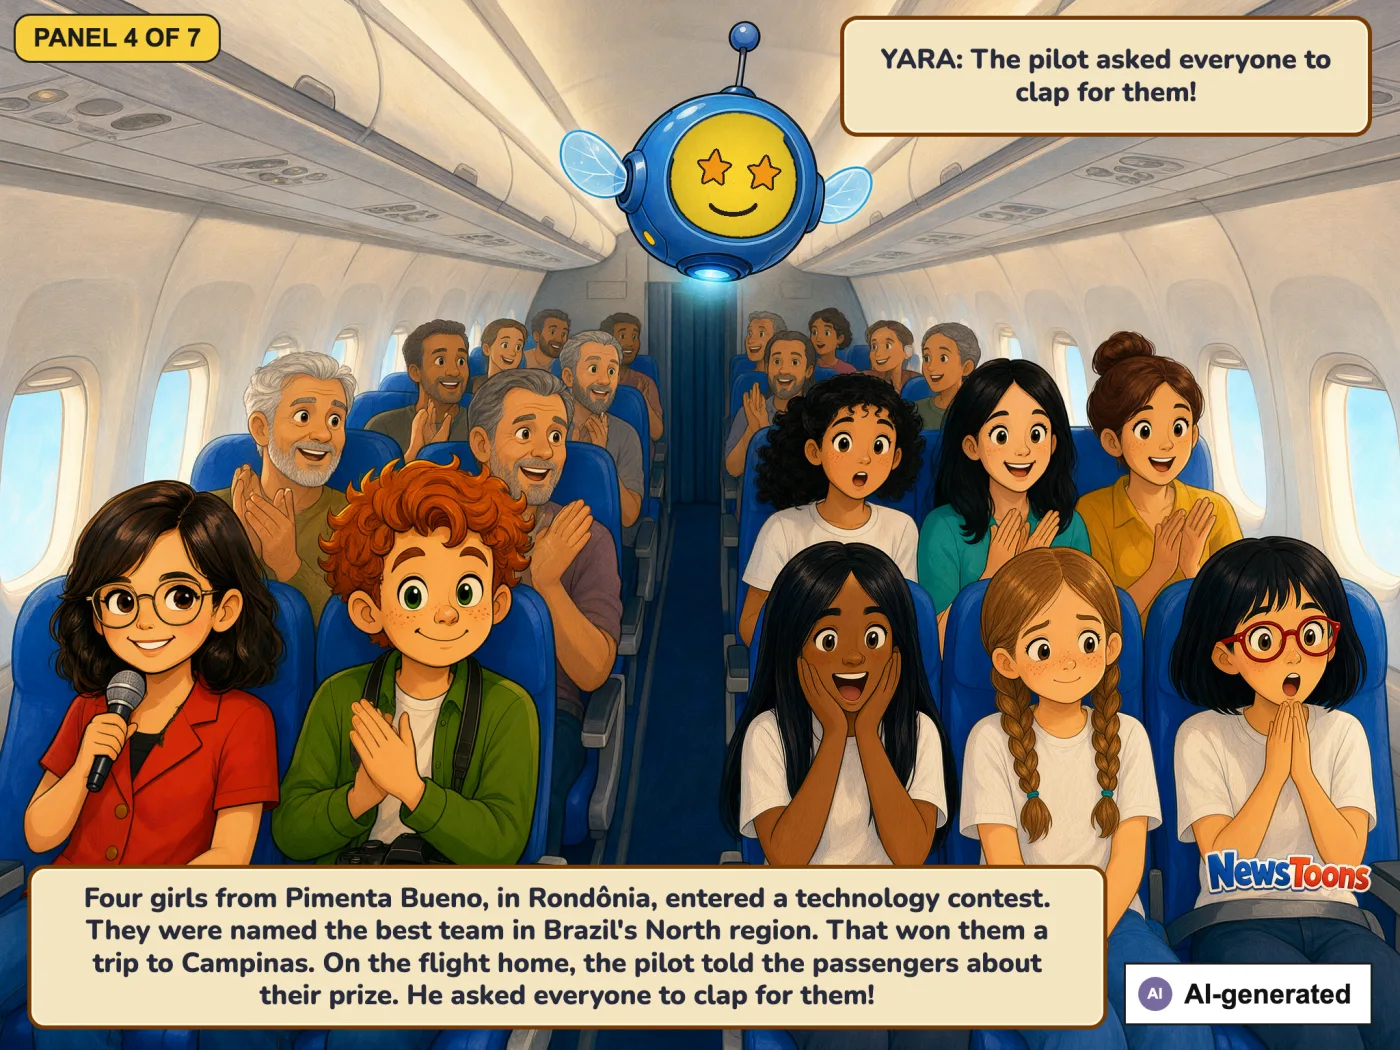 PANEL 4 OF 7
YARA: The pilot asked everyone to
clap for them!
Four girls from Pimenta Bueno, in Rondônia, entered a technology contest.
They were named the best team in Brazil's North region. That won them a
trip to Campinas. On the flight home, the pilot told the passengers about
their prize. He asked everyone to clap for them!
NEWSTOONS
AI AI-generated